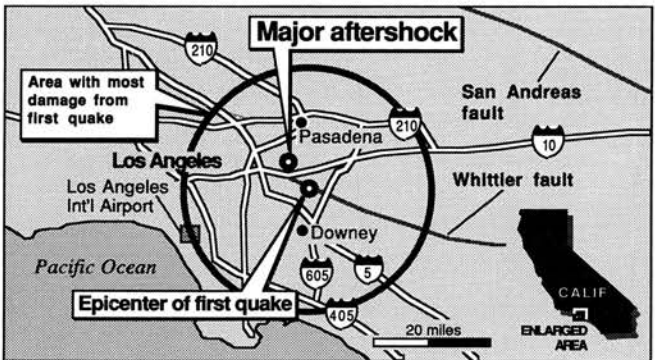 210
Major aftershock
Area with most
damage from
first quake
San Andreas
fault
Pasadena
210
10
Los Angeles
Los Angeles
Int'l Airport
Whittier fault
Downey
Pacific Ocean
605
5
CALIF
Epicenter of first quake
405
20 miles
ENLARGED
AREA